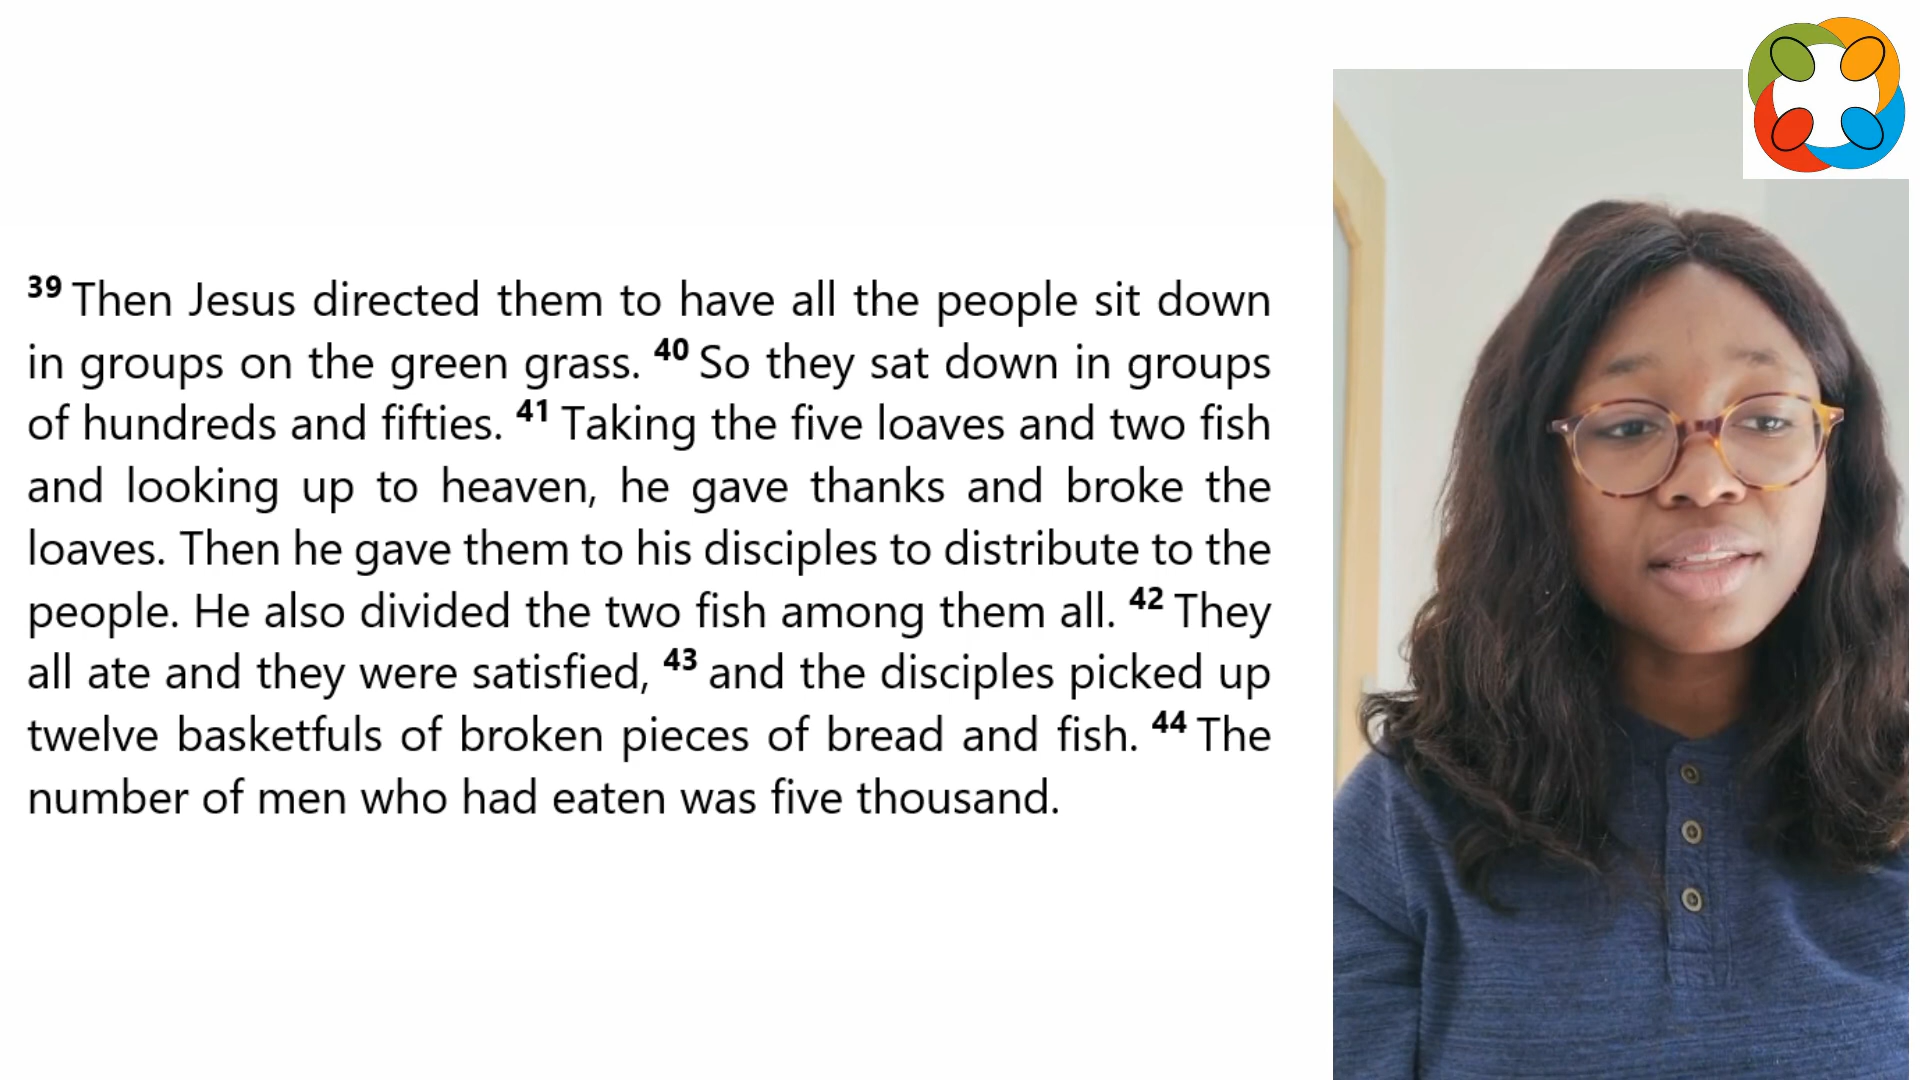 39 Then Jesus directed them to have all the people sit down
in groups on the green grass. 40 So they sat down in groups
of hundreds and fifties. 41 Taking the five loaves and two fish
and looking up to heaven, he gave thanks and broke the
loaves. Then he gave them to his disciples to distribute to the
people. He also divided the two fish among them all. 42 They
all ate and they were satisfied, 43 and the disciples picked up
twelve basketfuls of broken pieces of bread and fish. 44 The
number of men who had eaten was five thousand.